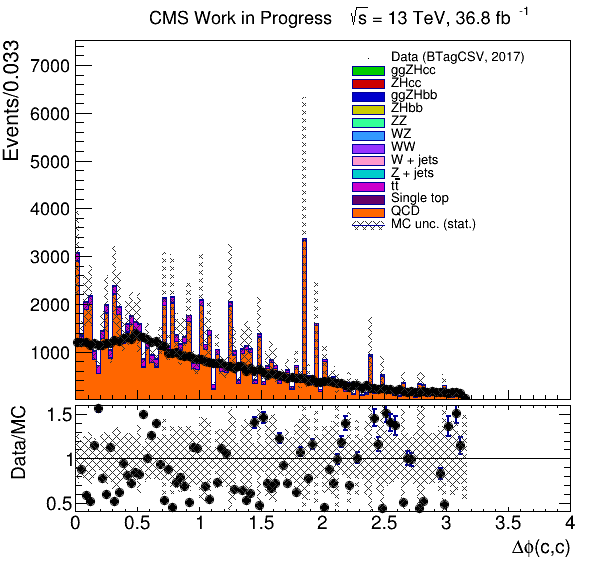 CMS Work in Progress √s = 13 TeV, 36.8 fb⁻¹
Events/0.033
7000
6000
5000
4000
3000
2000
1000
Data (BTagCSV, 2017)
ggZHcc
ZHcc
ggZHbb
ZHbb
ZZ
WZ
WW
W + jets
Z + jets
tt̅
Single top
QCD
MC unc. (stat.)
Data/MC
1.5
1
0.5
0 0.5 1 1.5 2 2.5 3 3.5 4
Δϕ(c,c)